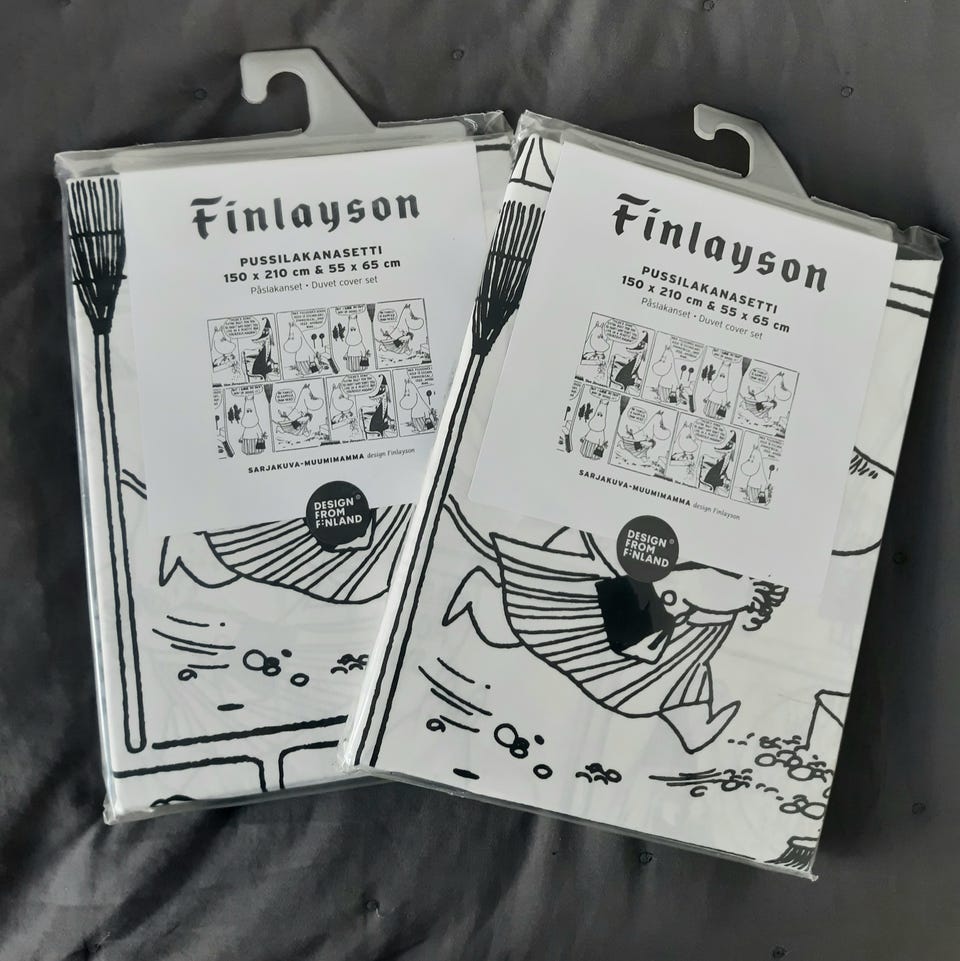 Finlayson
PUSSILAKANASETTI
150 x 210 cm & 55 x 65 cm
Påslakanset • Duvet cover set
SARJAKUVA-MUUMIMAMMA design Finlayson
DESIGN
FROM
FINLAND
Finlayson
PUSSILAKANASETTI
150 x 210 cm & 55 x 65 cm
Påslakanset • Duvet cover set
SARJAKUVA-MUUMIMAMMA design Finlayson
DESIGN
FROM
FINLAND